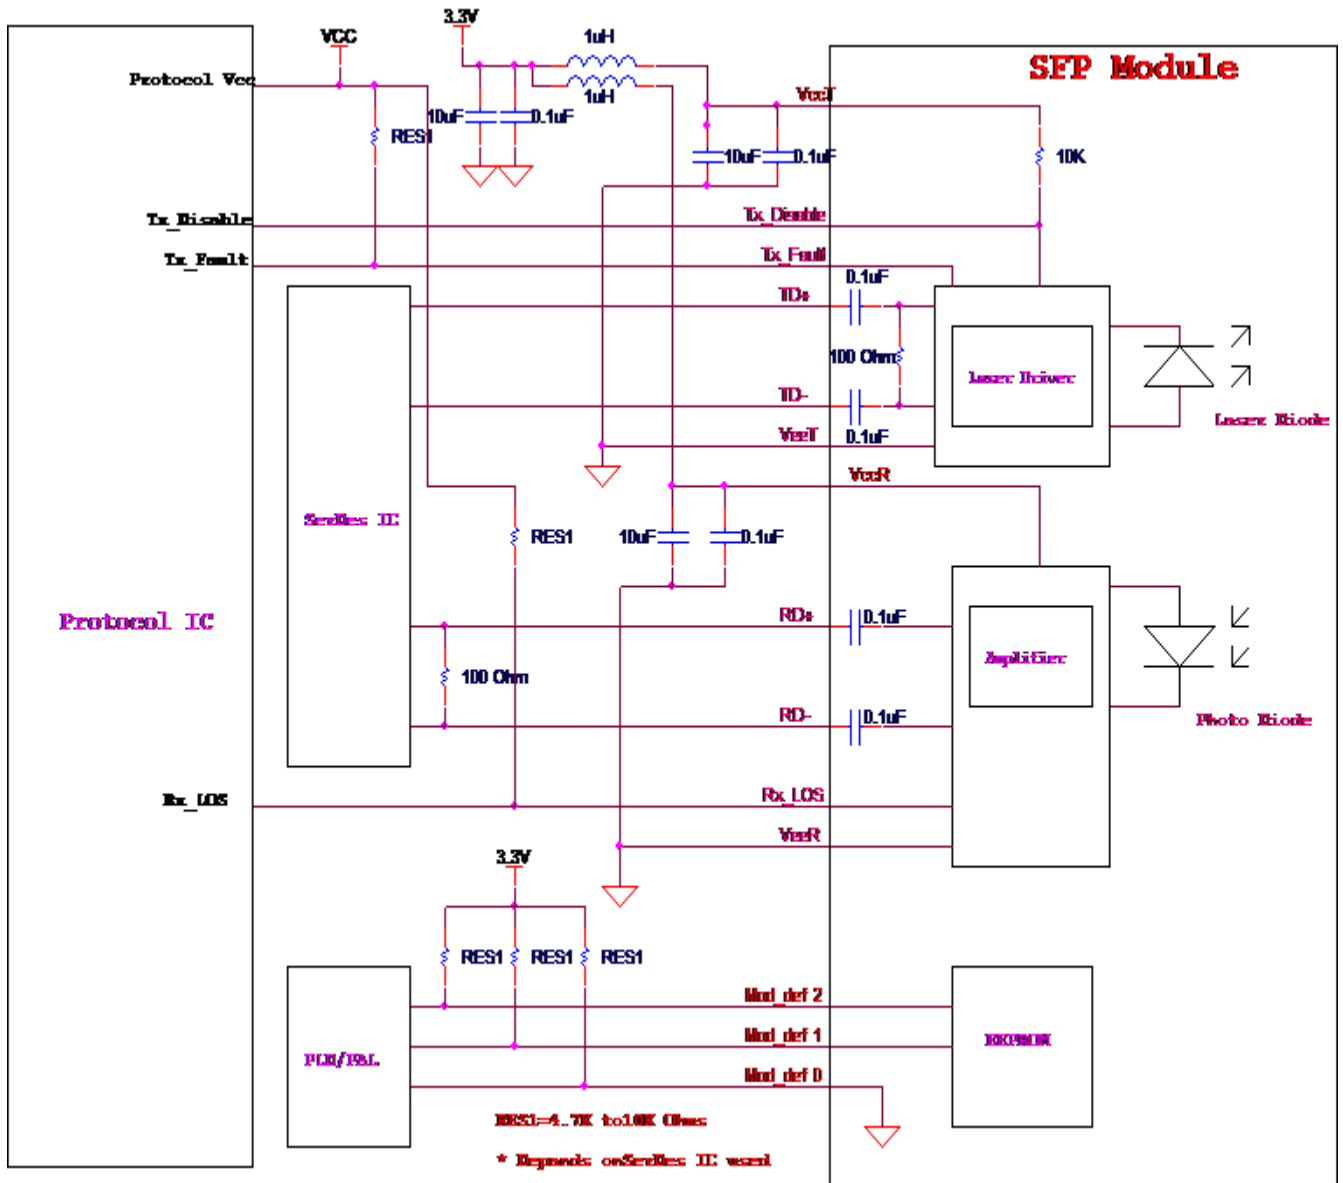 3.3V
VCC
1uH
SFP Module
Protocol Vcc
1uH
VccT
10uF
0.1uF
RES1
10uF
0.1uF
10K
Tx_Disable
Tx_Disable
Tx_Fault
Tx_Fault
0.1uF
TD+
100 Ohm
Laser Driver
TD-
Laser Diode
VeeT
0.1uF
VccR
SerDes IC
RES1
10uF
0.1uF
Protocol IC
RD+
0.1uF
Amplifier
100 Ohm
RD-
0.1uF
Photo Diode
Rx_LOS
Rx_LOS
VeeR
3.3V
RES1
RES1
RES1
Mod_def 2
Mod_def 1
EEPROM
PLD/PAL
Mod_def 0
RES1=4.7K to10K Ohms
* Depends onSerDes IC used